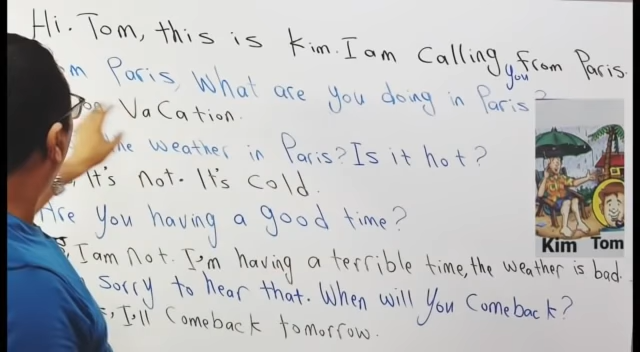 Hi. Tom, this is Kim. I am calling you from Paris.
Paris, What are you doing in Paris?
Vacation.
the weather in Paris? Is it hot?
It's not. It's cold.
Are you having a good time?
I am not. I'm having a terrible time, the weather is bad.
Sorry to hear that. When will you comeback?
I'll comeback tomorrow.
Kim Tom